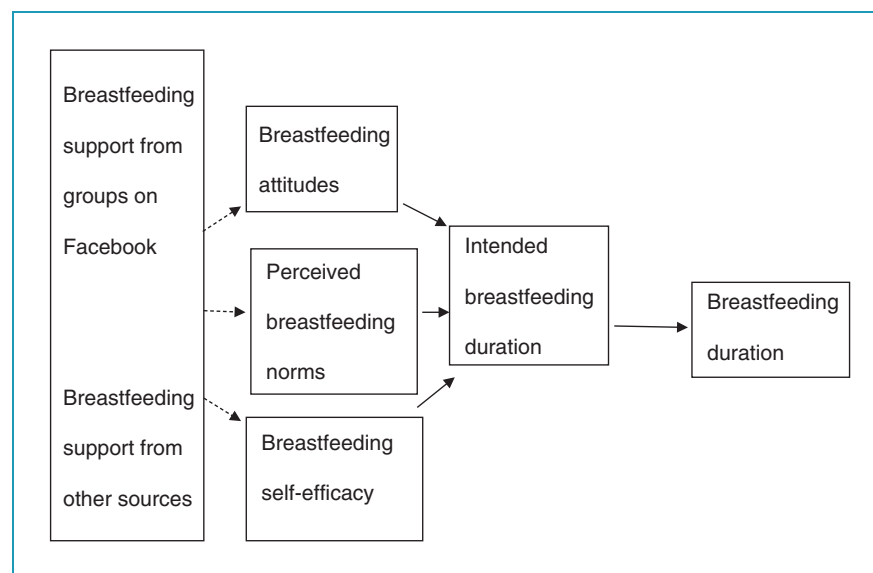 Breastfeeding
support from
groups on
Facebook
Breastfeeding
support from
other sources
Breastfeeding
attitudes
Perceived
breastfeeding
norms
Breastfeeding
self-efficacy
Intended
breastfeeding
duration
Breastfeeding
duration